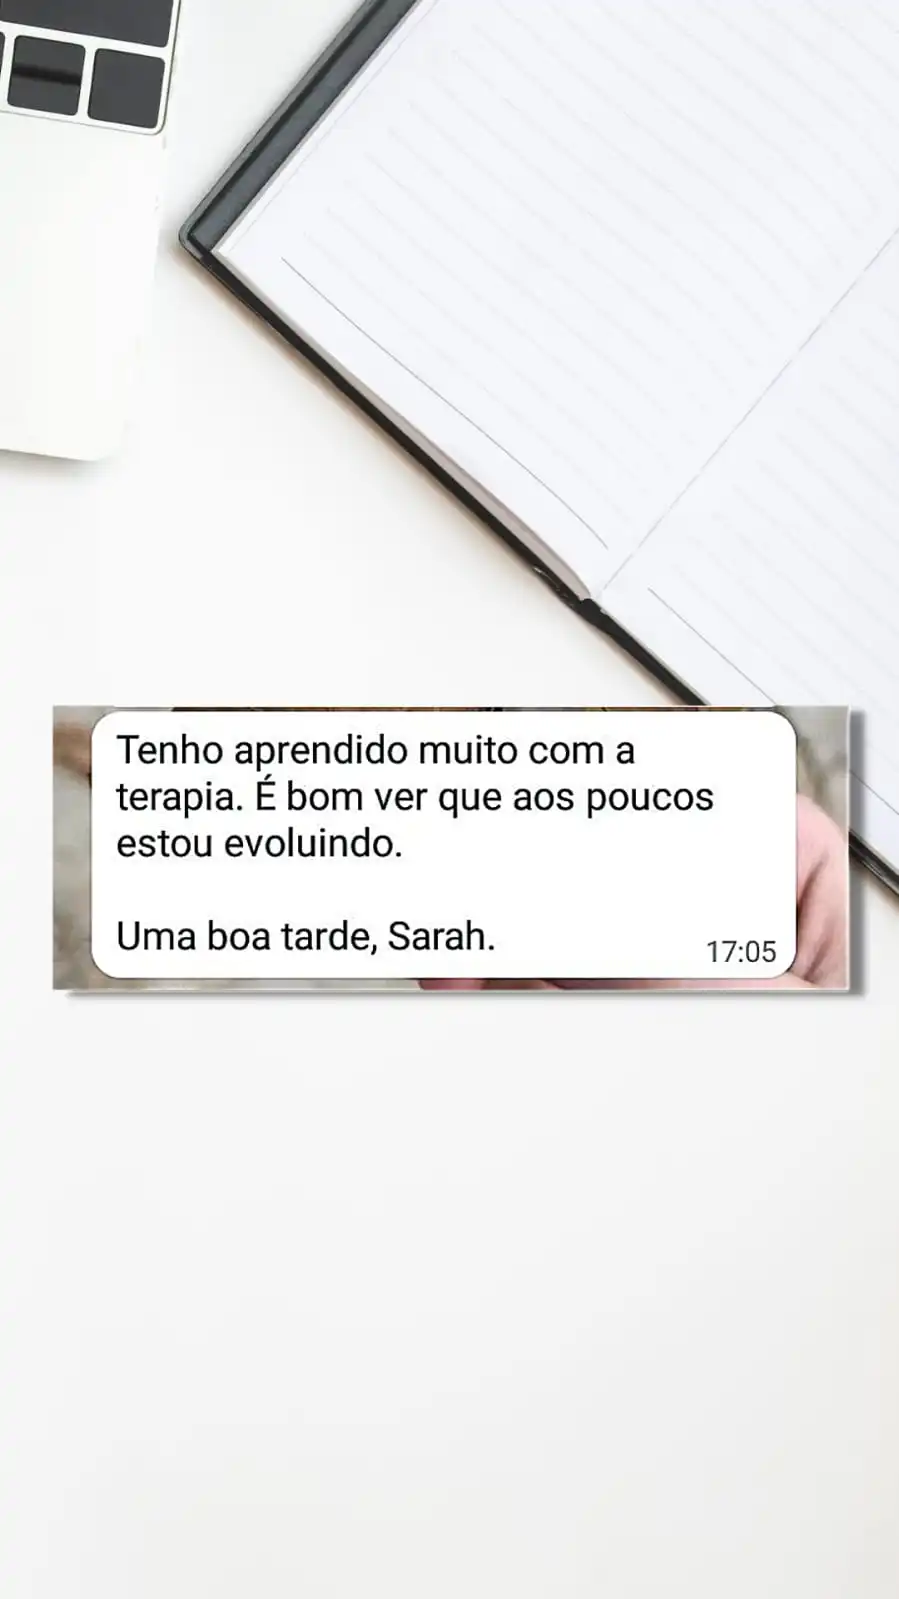 Tenho aprendido muito com a
terapia. É bom ver que aos poucos
estou evoluindo.
Uma boa tarde, Sarah.
17:05